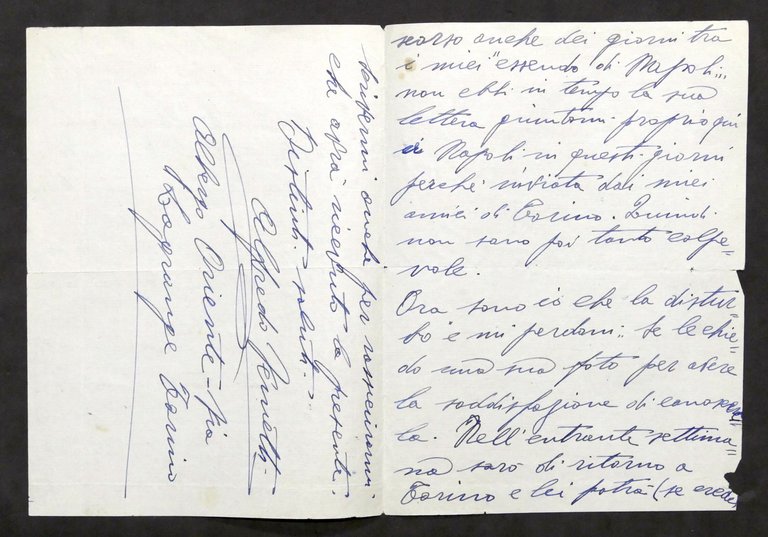 scorso anche dei giorni tra
i miei "essendo di Napoli...
non ebbi in tempo la sua
lettera giuntami proprio qui
a Napoli in questi giorni
perchè inviata dai miei
amici di Torino. Quindi
non sono poi tanto colpe-
vole.
Ora sono io che la distur=
bo e mi perdoni.. Se le chie=
do una sua foto per avere
la soddisfazione di conoscer=
la. Nell'entrante settima=
na sarò di ritorno a
Torino e lei potrà (se crede)
scrivermi anche per rassicurarmi
che avrà ricevuto la presente.
Distinti saluti.
Alfredo
Albergo Oriente - Via
Lagrange Torino